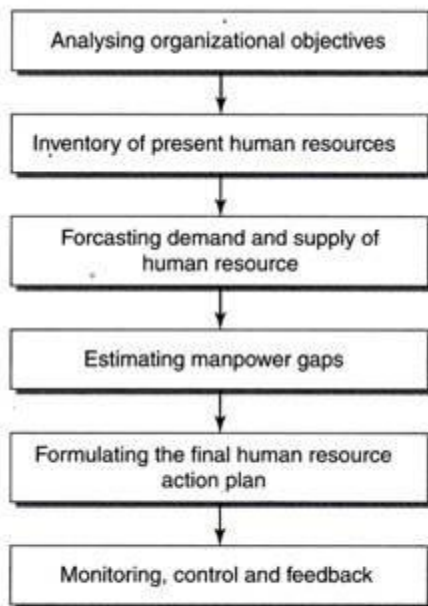 Analysing organizational objectives
Inventory of present human resources
Forcasting demand and supply of
human resource
Estimating manpower gaps
Formulating the final human resource
action plan
Monitoring, control and feedback